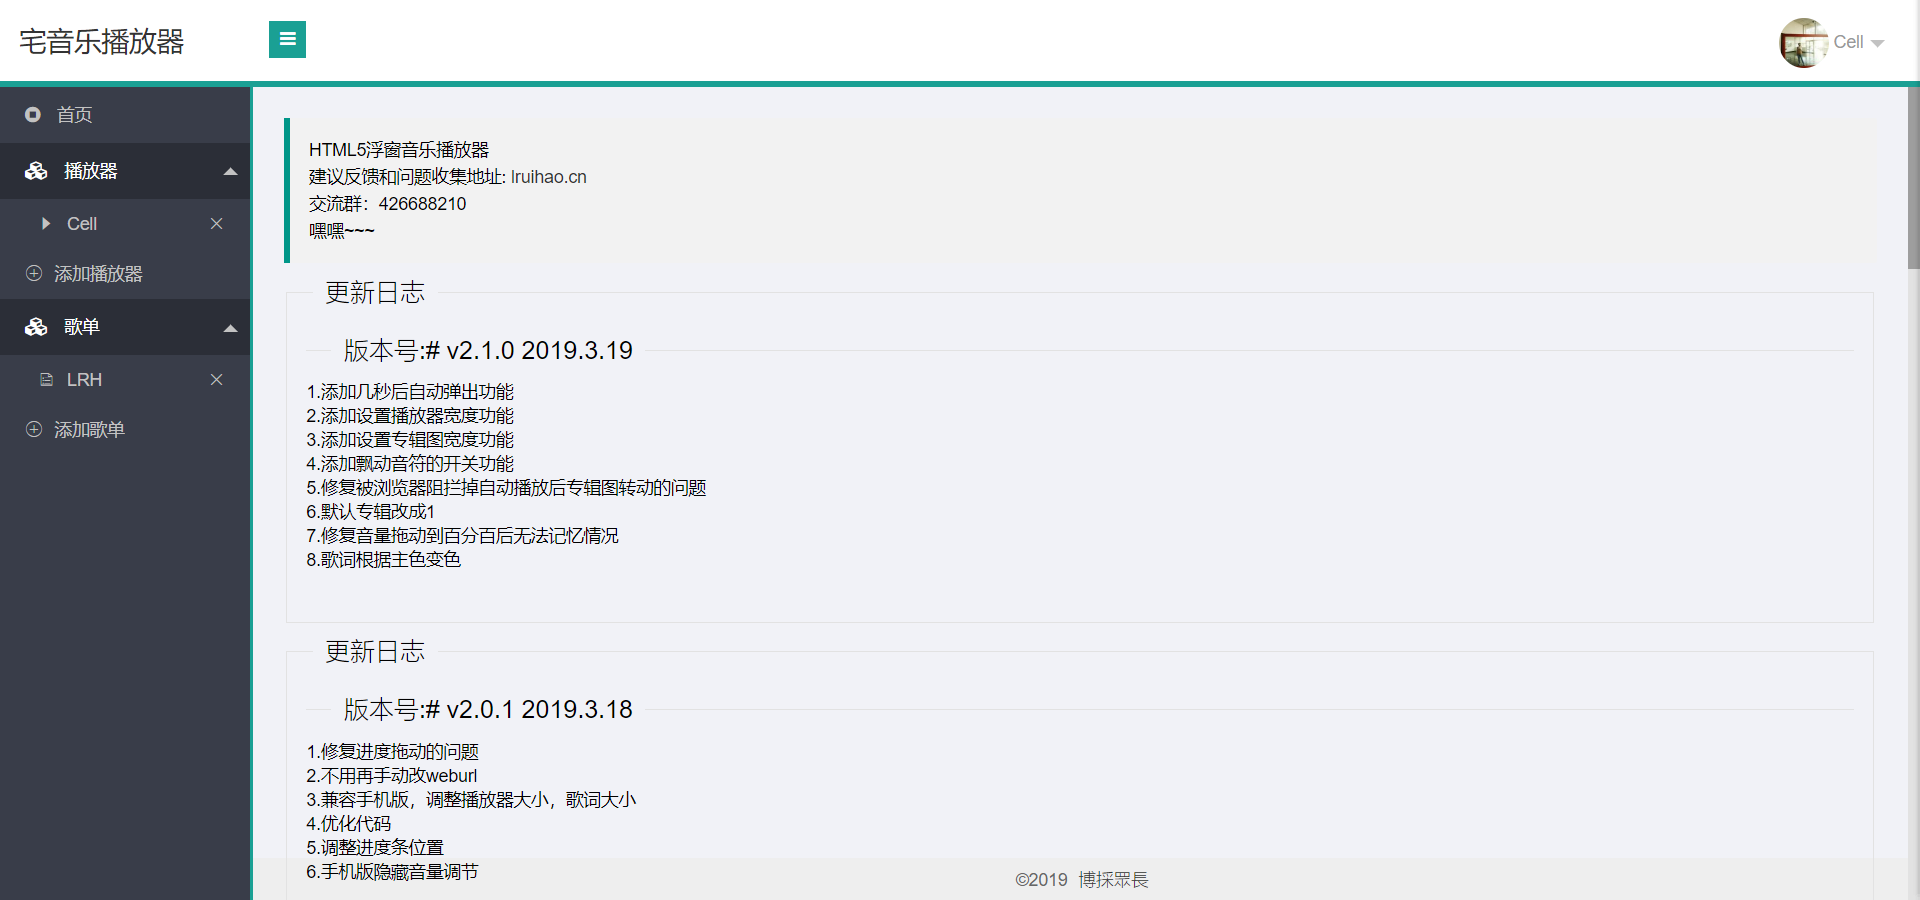 宅音乐播放器
Cell
首页
播放器
Cell
添加播放器
歌单
LRH
添加歌单
HTML5浮窗音乐播放器
建议反馈和问题收集地址: lruihao.cn
交流群：426688210
嘿嘿~~~
更新日志
版本号:# v2.1.0 2019.3.19
1.添加几秒后自动弹出功能
2.添加设置播放器宽度功能
3.添加设置专辑图宽度功能
4.添加飘动音符的开关功能
5.修复被浏览器阻拦掉自动播放后专辑图转动的问题
6.默认专辑改成1
7.修复音量拖动到百分百后无法记忆情况
8.歌词根据主色变色
更新日志
版本号:# v2.0.1 2019.3.18
1.修复进度拖动的问题
2.不用再手动改weburl
3.兼容手机版，调整播放器大小，歌词大小
4.优化代码
5.调整进度条位置
6.手机版隐藏音量调节
©2019 博採眾長